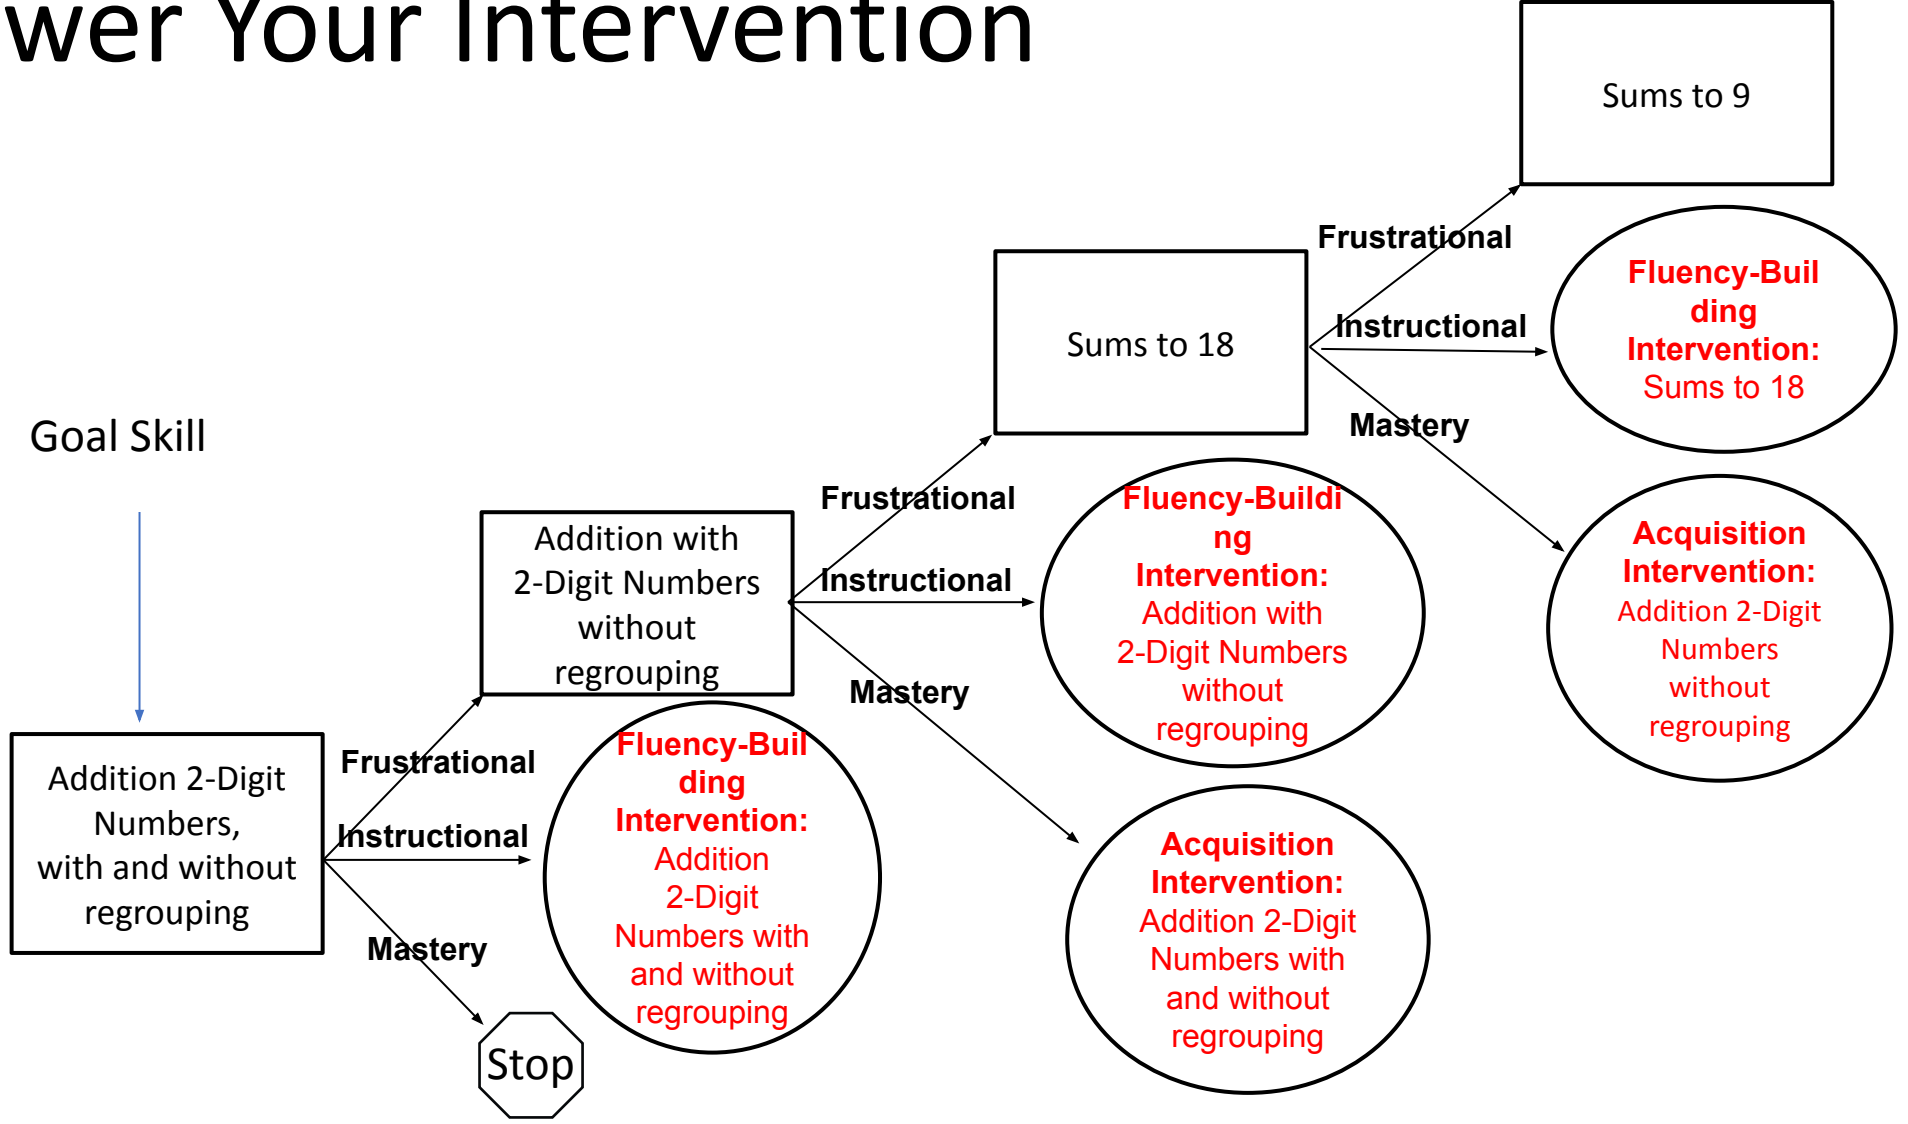 wer Your Intervention
Sums to 9
Frustrational
Fluency-Buil
ding
Intervention:
Sums to 18
Instructional
Sums to 18
Mastery
Goal Skill
Frustrational
Fluency-Buildi
ng
Intervention:
Addition with
2-Digit Numbers
without
regrouping
Acquisition
Intervention:
Addition 2-Digit
Numbers
without
regrouping
Addition with
2-Digit Numbers
without
regrouping
Instructional
Mastery
Frustrational
Fluency-Buil
ding
Intervention:
Addition
2-Digit
Numbers with
and without
regrouping
Addition 2-Digit
Numbers,
with and without
regrouping
Instructional
Acquisition
Intervention:
Addition 2-Digit
Numbers with
and without
regrouping
Mastery
Stop